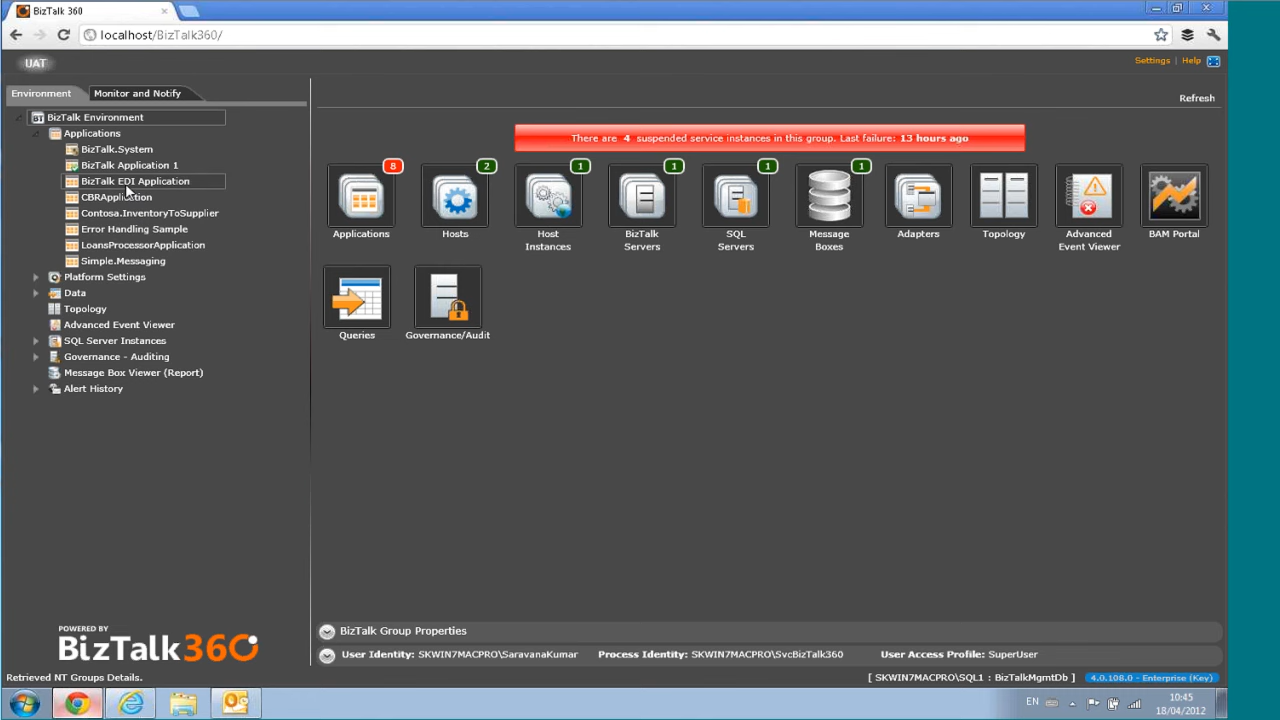 BizTalk 360
localhost/BizTalk360/
UAT
Settings | Help
Environment
Monitor and Notify
Refresh
BizTalk Environment
Applications
BizTalk.System
BizTalk Application 1
BizTalk EDI Application
CBRApplication
Contosa.InventoryToSupplier
Error Handling Sample
LoansProcessorApplication
Simple.Messaging
Platform Settings
Data
Topology
Advanced Event Viewer
SQL Server Instances
Governance - Auditing
Message Box Viewer (Report)
Alert History
There are 4 suspended service instances in this group. Last failure: 13 hours ago
8
2
1
1
1
1
Applications
Hosts
Host Instances
BizTalk Servers
SQL Servers
Message Boxes
Adapters
Topology
Advanced Event Viewer
BAM Portal
Queries
Governance/Audit
POWERED BY
BizTalk360
BizTalk Group Properties
User Identity: SKWIN7MACPRO\SaravanaKumar Process Identity: SKWIN7MACPRO\SvcBizTalk360 User Access Profile: SuperUser
Retrieved NT Groups Details.
[ SKWIN7MACPRO\SQL1 : BizTalkMgmtDb ]
4.0.108.0 - Enterprise (Key)
EN
10:45
18/04/2012